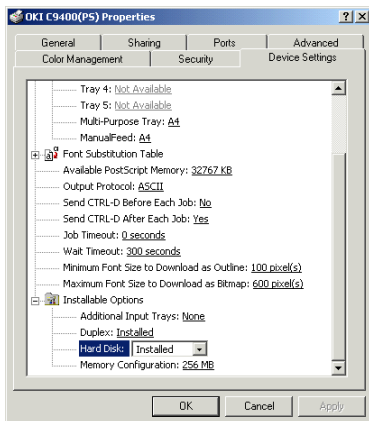 OKI C9400(PS) Properties
General Sharing Ports Advanced
Color Management Security Device Settings
Tray 4: Not Available
Tray 5: Not Available
Multi-Purpose Tray: A4
ManualFeed: A4
Font Substitution Table
Available PostScript Memory: 32767 KB
Output Protocol: ASCII
Send CTRL-D Before Each Job: No
Send CTRL-D After Each Job: Yes
Job Timeout: 0 seconds
Wait Timeout: 300 seconds
Minimum Font Size to Download as Outline: 100 pixel(s)
Maximum Font Size to Download as Bitmap: 600 pixel(s)
Installable Options
Additional Input Trays: None
Duplex: Installed
Hard Disk: Installed
Memory Configuration: 256 MB
OK Cancel Apply